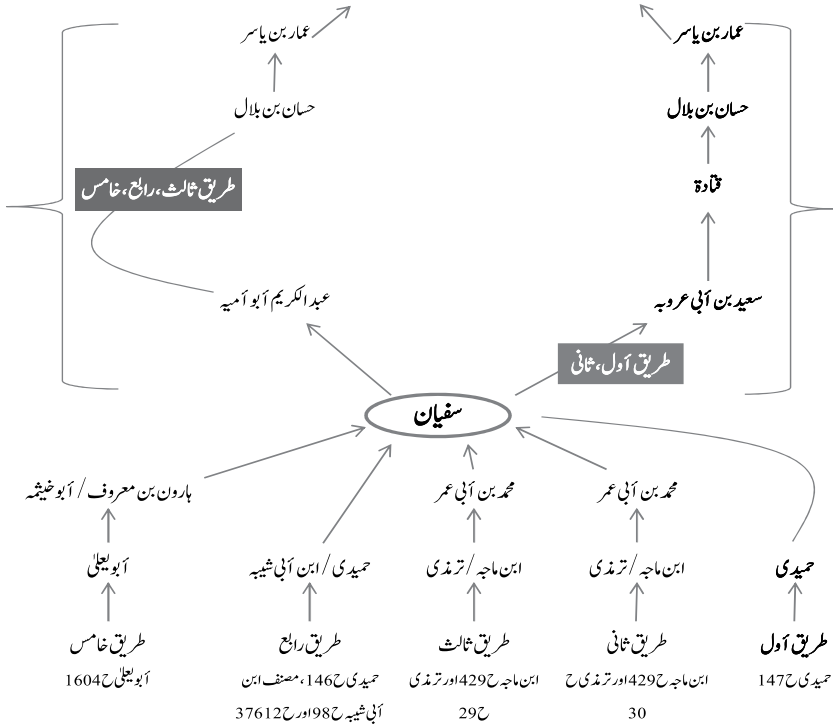 عمار بن یاسر
عمار بن یاسر
حسان بن بلال
حسان بن بلال
قتادة
طریق ثالث، رابع، خامس
سعید بن أبی عروبہ
عبد الکریم أبو أمیہ
طریق أول، ثانی
سفیان
محمد بن أبی عمر
محمد بن أبی عمر
ہارون بن معروف / أبو خیثمہ
حمیدی
ابن ماجہ / ترمذی
ابن ماجہ / ترمذی
حمیدی / ابن أبی شیبہ
أبو یعلیٰ
طریق أول
طریق ثانی
طریق ثالث
طریق رابع
طریق خامس
حمیدی ح147
ابن ماجہ ح429 اور ترمذی ح
30
ابن ماجہ ح429 اور ترمذی
ح29
حمیدی ح146، مصنف ابن
أبی شیبہ ح98 اور ح37612
أبو یعلیٰ ح1604